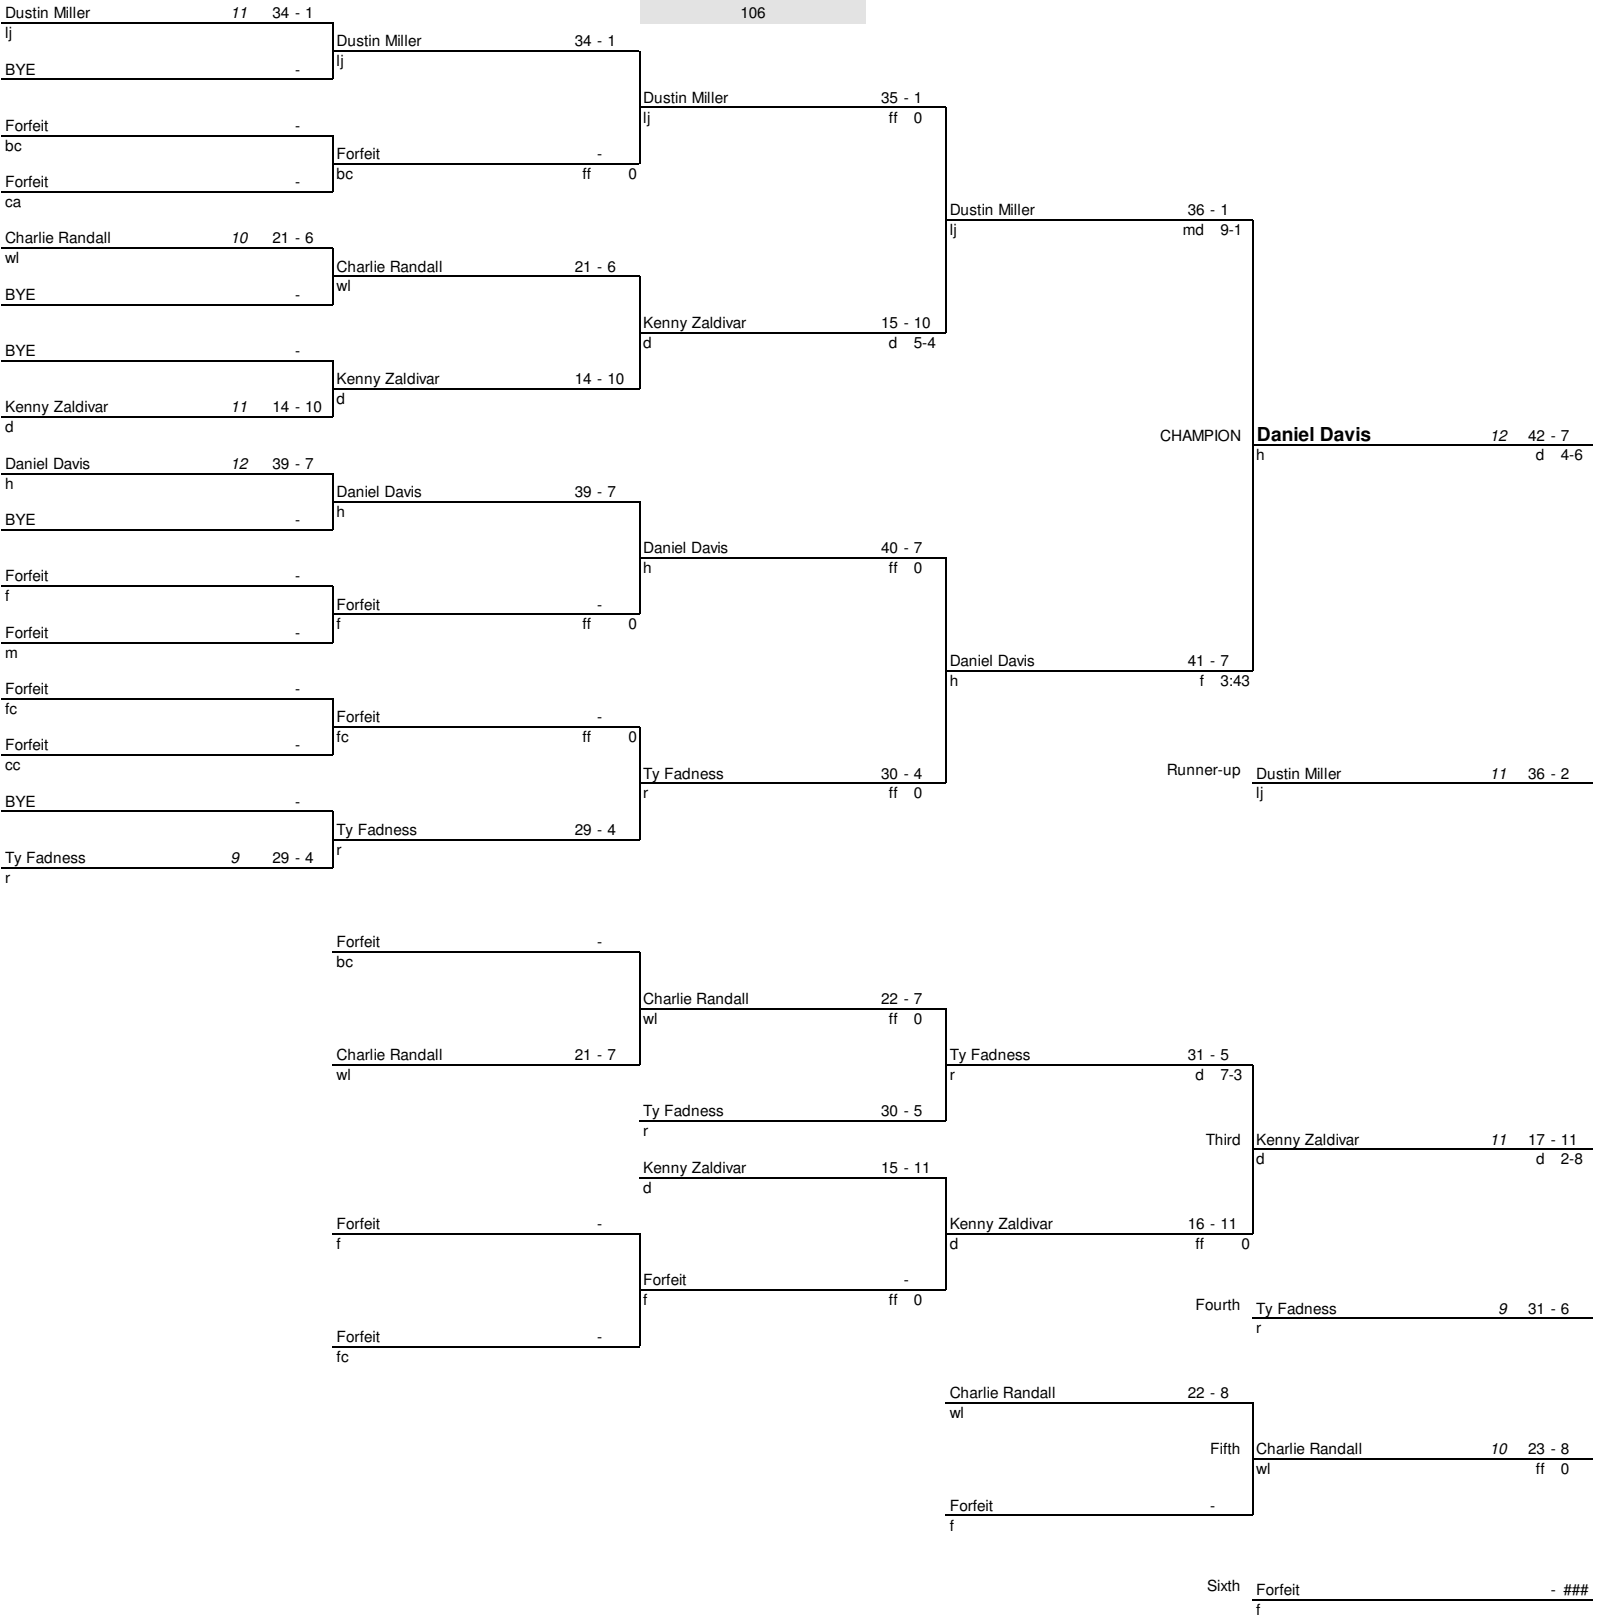 Dustin Miller 11 34 - 1
lj
BYE -
Forfeit -
bc
Forfeit -
ca
Charlie Randall 10 21 - 6
wl
BYE -
BYE -
Kenny Zaldivar 11 14 - 10
d
Daniel Davis 12 39 - 7
h
BYE -
Forfeit -
f
Forfeit -
m
Forfeit -
fc
Forfeit -
cc
BYE -
Ty Fadness 9 29 - 4
r
Dustin Miller 34 - 1
lj
Forfeit -
bc ff 0
Charlie Randall 21 - 6
wl
Kenny Zaldivar 14 - 10
d
Daniel Davis 39 - 7
h
Forfeit -
f ff 0
Forfeit -
fc ff 0
Ty Fadness 29 - 4
r
106
Dustin Miller 35 - 1
lj ff 0
Kenny Zaldivar 15 - 10
d d 5-4
Daniel Davis 40 - 7
h ff 0
Ty Fadness 30 - 4
r ff 0
Dustin Miller 36 - 1
lj md 9-1
Daniel Davis 41 - 7
h f 3:43
CHAMPION Daniel Davis 12 42 - 7
h d 4-6
Runner-up Dustin Miller 11 36 - 2
lj
Forfeit -
bc
Charlie Randall 21 - 7
wl
Forfeit -
f
Forfeit -
fc
Charlie Randall 22 - 7
wl ff 0
Ty Fadness 30 - 5
r
Kenny Zaldivar 15 - 11
d
Forfeit -
f ff 0
Ty Fadness 31 - 5
r d 7-3
Kenny Zaldivar 16 - 11
d ff 0
Third Kenny Zaldivar 11 17 - 11
d d 2-8
Fourth Ty Fadness 9 31 - 6
r
Charlie Randall 22 - 8
wl
Forfeit -
f
Fifth Charlie Randall 10 23 - 8
wl ff 0
Sixth Forfeit - ###
f